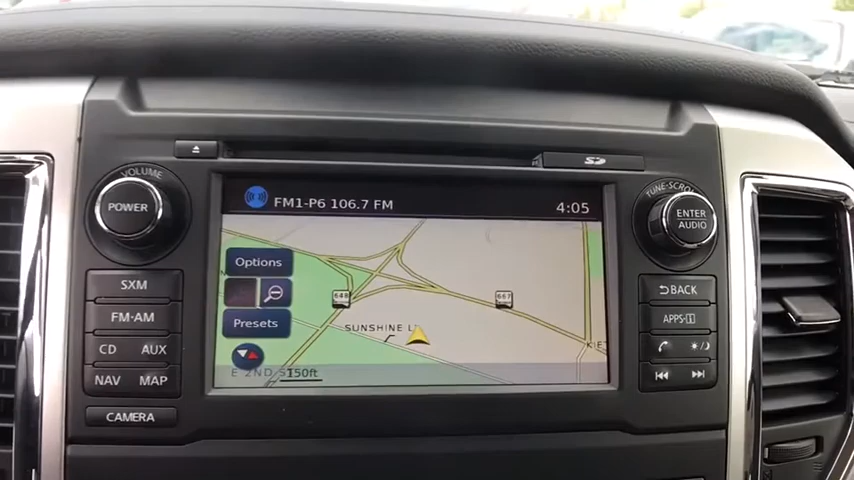 VOLUME
POWER
SXM
FM-AM
CD AUX
NAV MAP
CAMERA
SD
FM1-P6 106.7 FM 4:05
Options
Presets
648
667
SUNSHINE L
E 2ND S
150ft
TUNE·SCROLL
ENTER
AUDIO
BACK
APPS·i